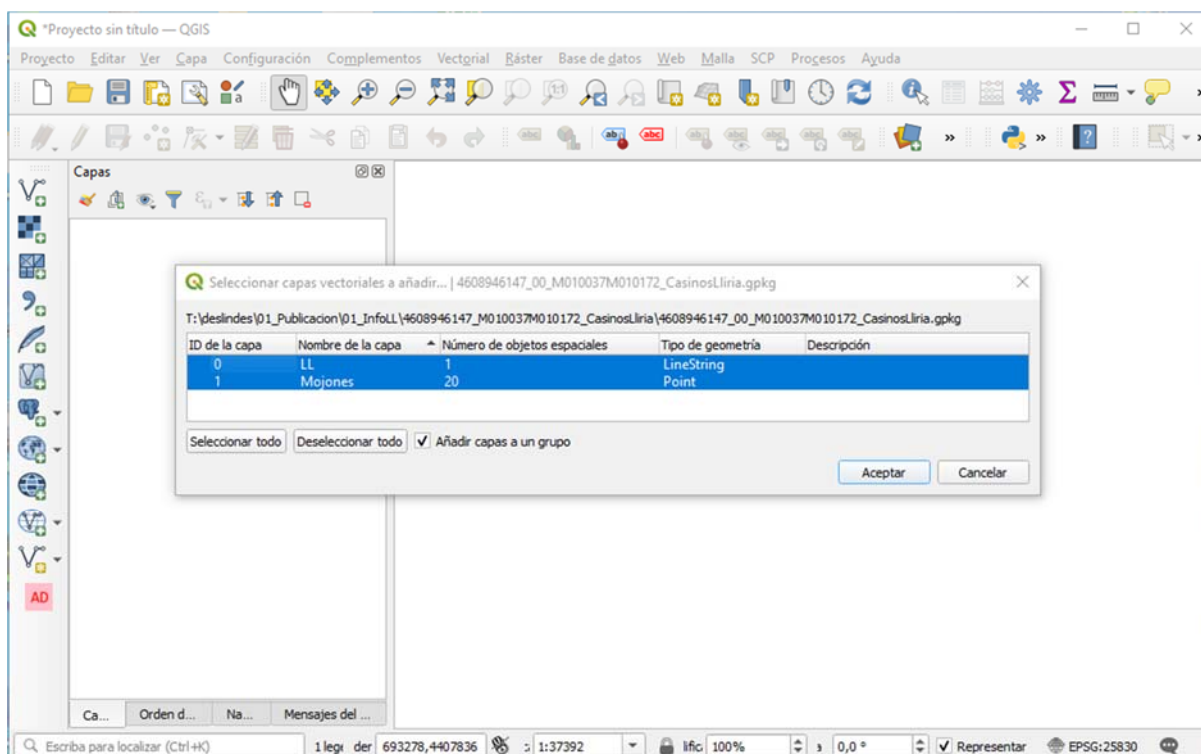 *Proyecto sin título — QGIS
Proyecto Editar Ver Capa Configuración Complementos Vectorial Ráster Base de datos Web Malla SCP Procesos Ayuda
Capas
Seleccionar capas vectoriales a añadir... | 4608946147_00_M010037M010172_CasinosLliria.gpkg
T:\deslindes\01_Publicacion\01_InfoLL\4608946147_M010037M010172_CasinosLliria\4608946147_00_M010037M010172_CasinosLliria.gpkg
ID de la capa Nombre de la capa Número de objetos espaciales Tipo de geometría Descripción
0 LL 1 LineString
1 Mojones 20 Point
Seleccionar todo Deseleccionar todo Añadir capas a un grupo
Aceptar Cancelar
AD
Ca... Orden d... Na... Mensajes del ...
Escriba para localizar (Ctrl+K) 1 leg der 693278,4407836 1:37392 lific 100% 0,0 ° Representar EPSG:25830